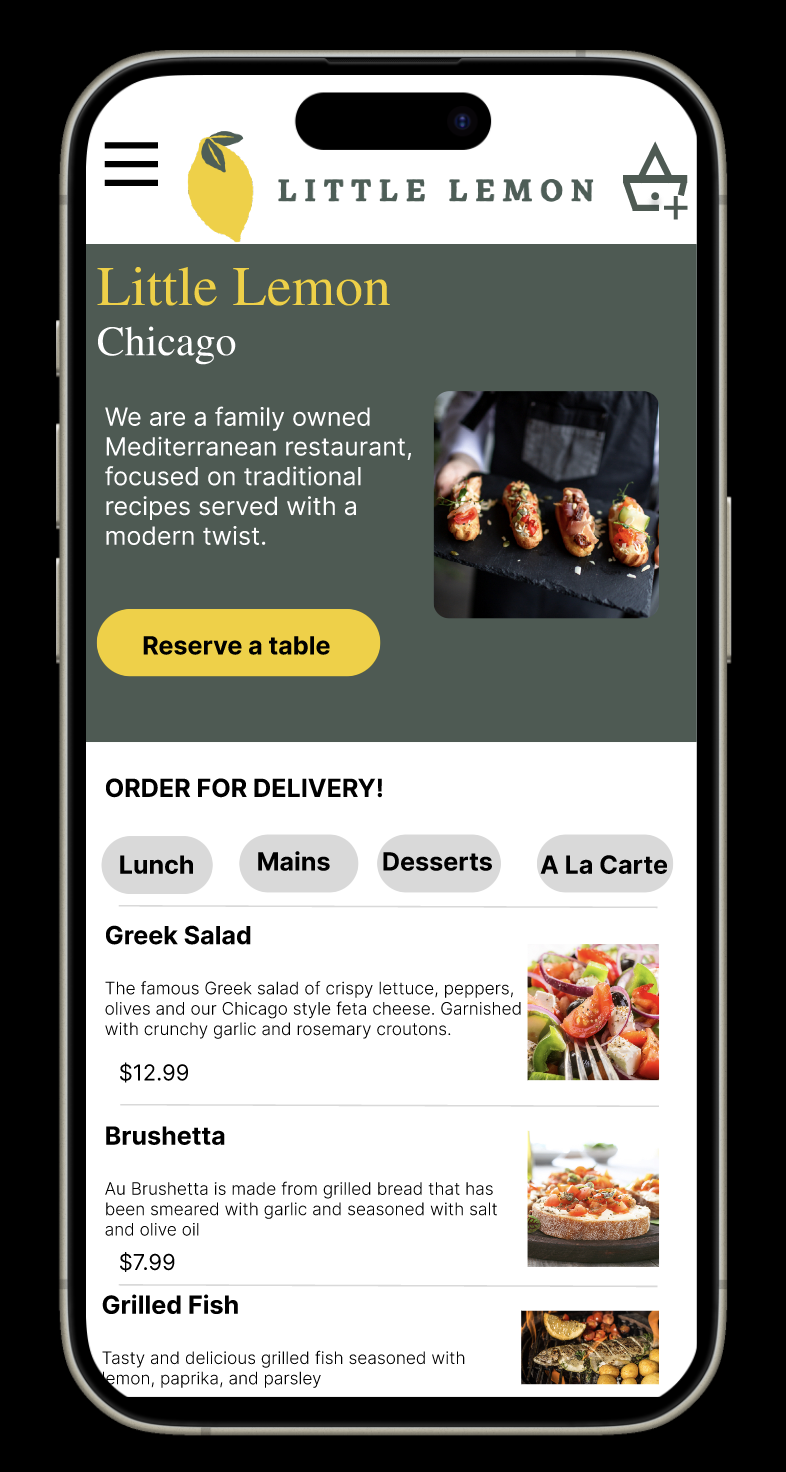 LITTLE LEMON
Little Lemon
Chicago
We are a family owned
Mediterranean restaurant,
focused on traditional
recipes served with a
modern twist.
Reserve a table
ORDER FOR DELIVERY!
Lunch Mains Desserts A La Carte
Greek Salad
The famous Greek salad of crispy lettuce, peppers,
olives and our Chicago style feta cheese. Garnished
with crunchy garlic and rosemary croutons.
$12.99
Brushetta
Au Brushetta is made from grilled bread that has
been smeared with garlic and seasoned with salt
and olive oil
$7.99
Grilled Fish
Tasty and delicious grilled fish seasoned with
lemon, paprika, and parsley